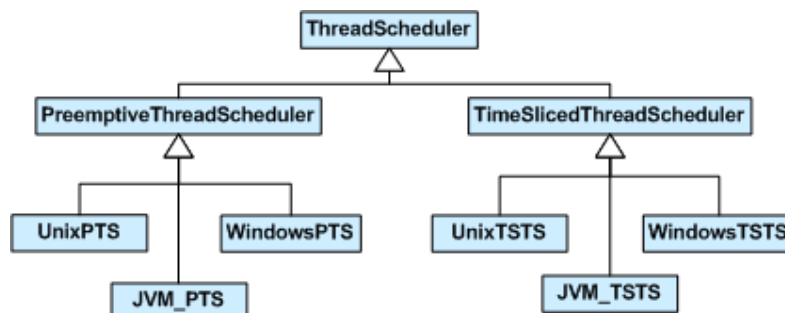 ThreadScheduler
PreemptiveThreadScheduler
TimeSlicedThreadScheduler
UnixPTS
WindowsPTS
UnixTSTS
WindowsTSTS
JVM_PTS
JVM_TSTS